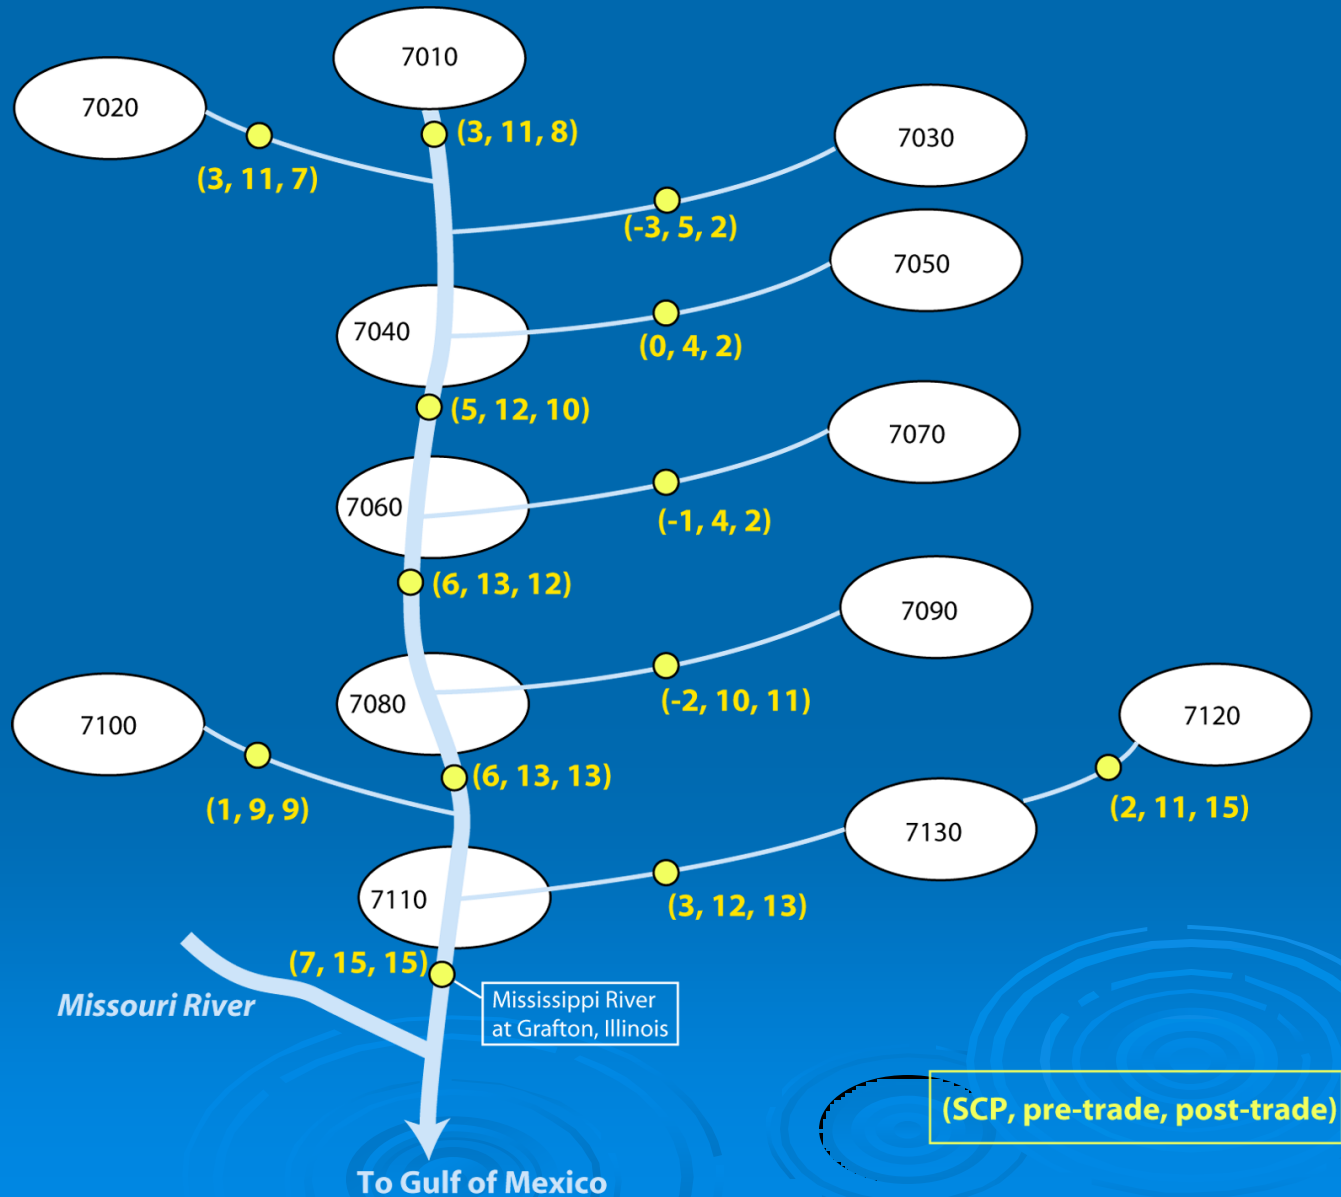 7010
7020
(3, 11, 8)
7030
(3, 11, 7)
(-3, 5, 2)
7050
7040
(0, 4, 2)
(5, 12, 10)
7070
7060
(-1, 4, 2)
(6, 13, 12)
7090
7080
(-2, 10, 11)
7100
7120
(6, 13, 13)
(1, 9, 9)
(2, 11, 15)
7130
7110
(3, 12, 13)
(7, 15, 15)
Missouri River
Mississippi River
at Grafton, Illinois
(SCP, pre-trade, post-trade)
To Gulf of Mexico